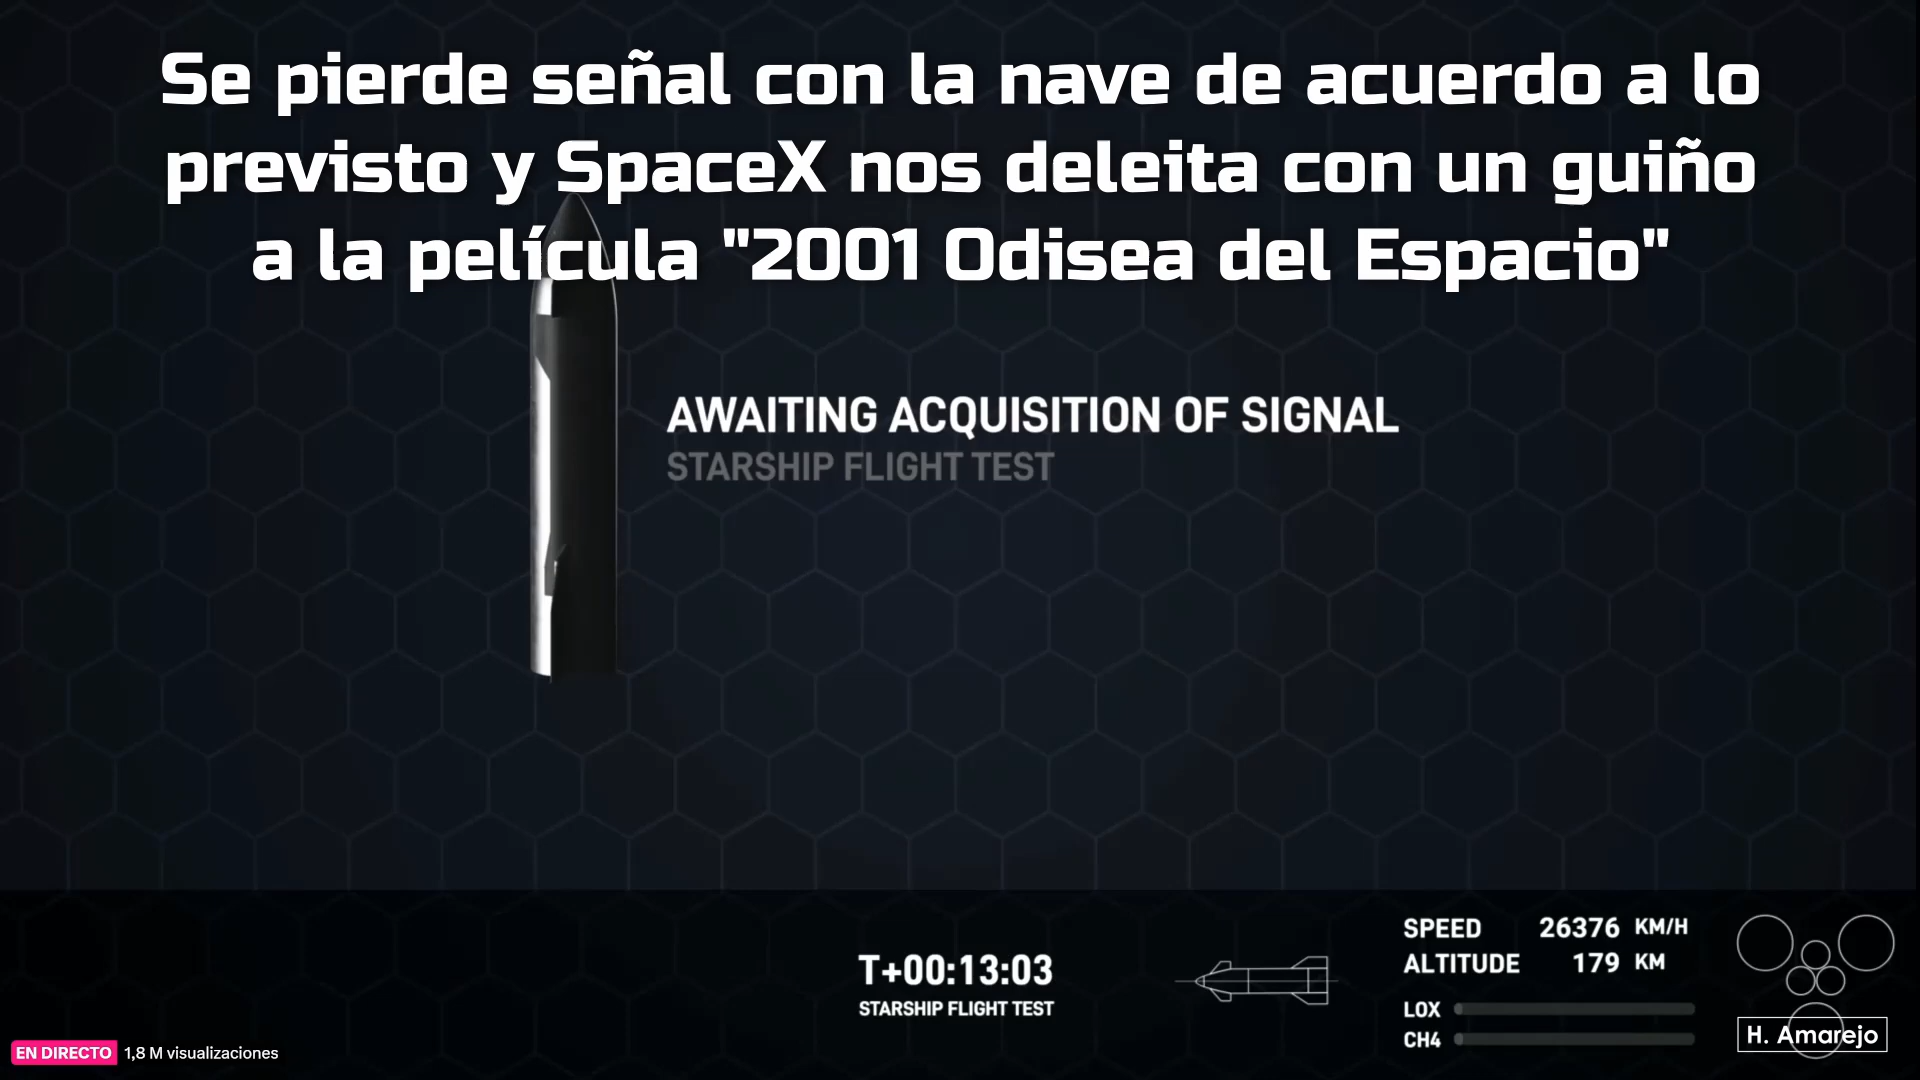 Se pierde señal con la nave de acuerdo a lo
previsto y SpaceX nos deleita con un guiño
a la película "2001 Odisea del Espacio"
AWAITING ACQUISITION OF SIGNAL
STARSHIP FLIGHT TEST
T+00:13:03
STARSHIP FLIGHT TEST
SPEED 26376 KM/H
ALTITUDE 179 KM
LOX
CH4
H. Amarejo
EN DIRECTO 1,8 M visualizaciones